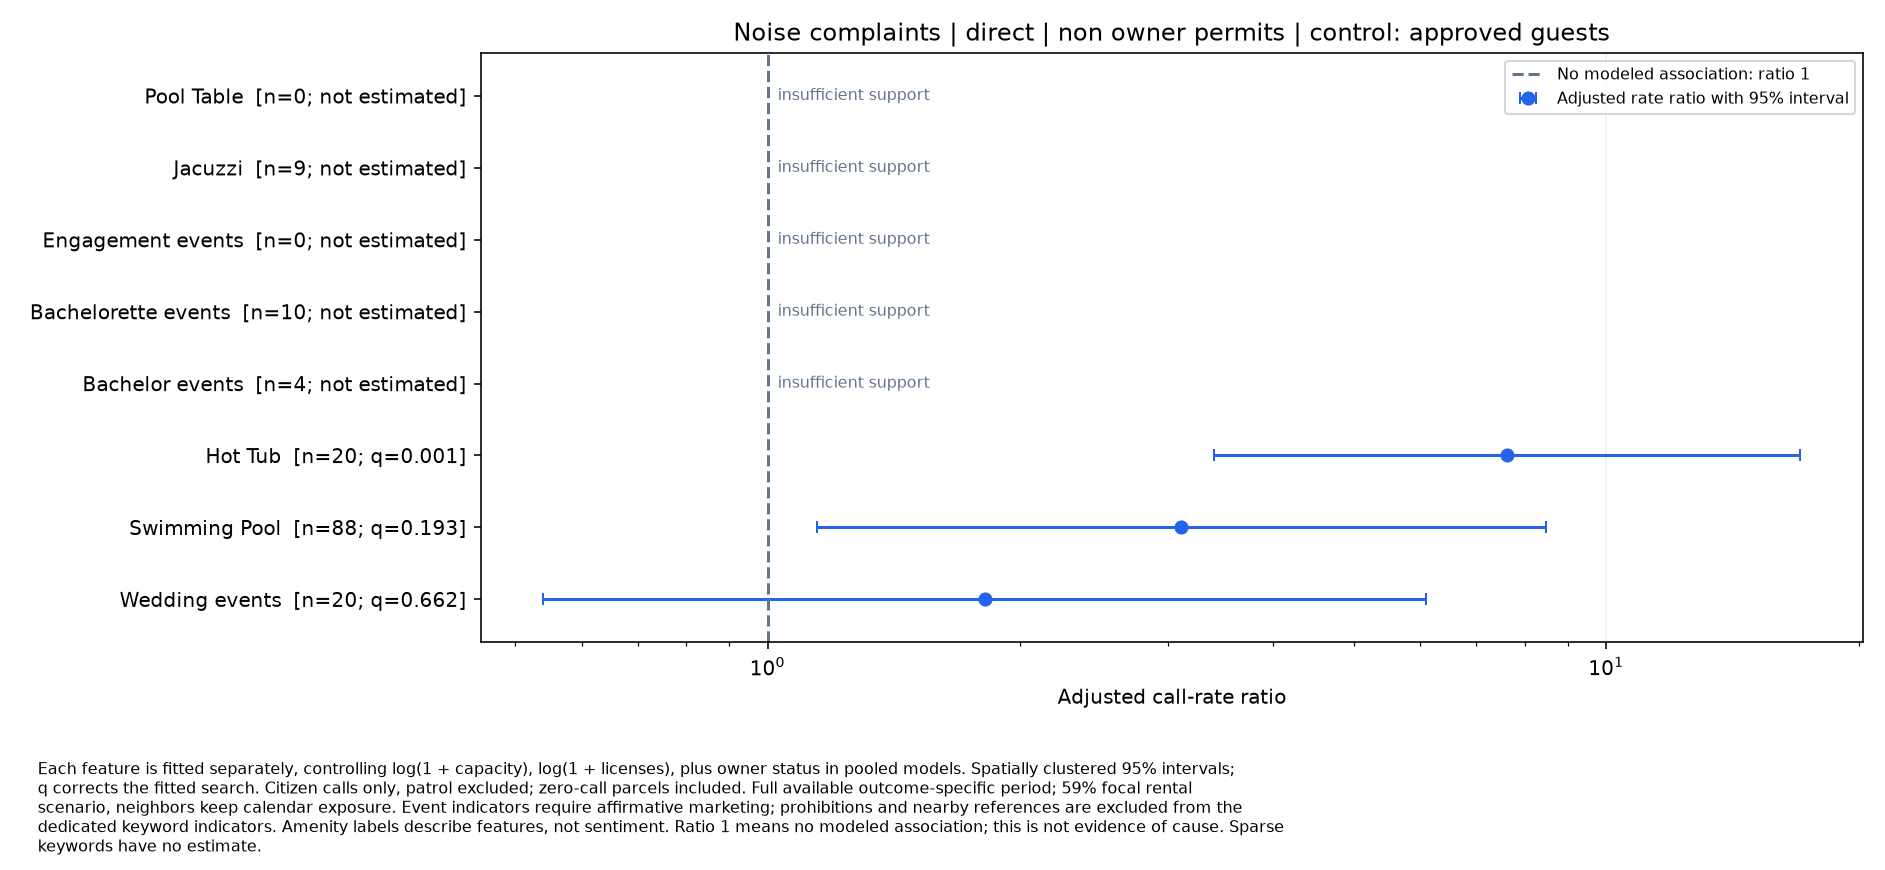 Noise complaints | direct | non owner permits | control: approved guests
No modeled association: ratio 1
Adjusted rate ratio with 95% interval
Pool Table [n=0; not estimated]
insufficient support
Jacuzzi [n=9; not estimated]
insufficient support
Engagement events [n=0; not estimated]
insufficient support
Bachelorette events [n=10; not estimated]
insufficient support
Bachelor events [n=4; not estimated]
insufficient support
Hot Tub [n=20; q=0.001]
Swimming Pool [n=88; q=0.193]
Wedding events [n=20; q=0.662]
10⁰
10¹
Adjusted call-rate ratio
Each feature is fitted separately, controlling log(1 + capacity), log(1 + licenses), plus owner status in pooled models. Spatially clustered 95% intervals;
q corrects the fitted search. Citizen calls only, patrol excluded; zero-call parcels included. Full available outcome-specific period; 59% focal rental
scenario, neighbors keep calendar exposure. Event indicators require affirmative marketing; prohibitions and nearby references are excluded from the
dedicated keyword indicators. Amenity labels describe features, not sentiment. Ratio 1 means no modeled association; this is not evidence of cause. Sparse
keywords have no estimate.